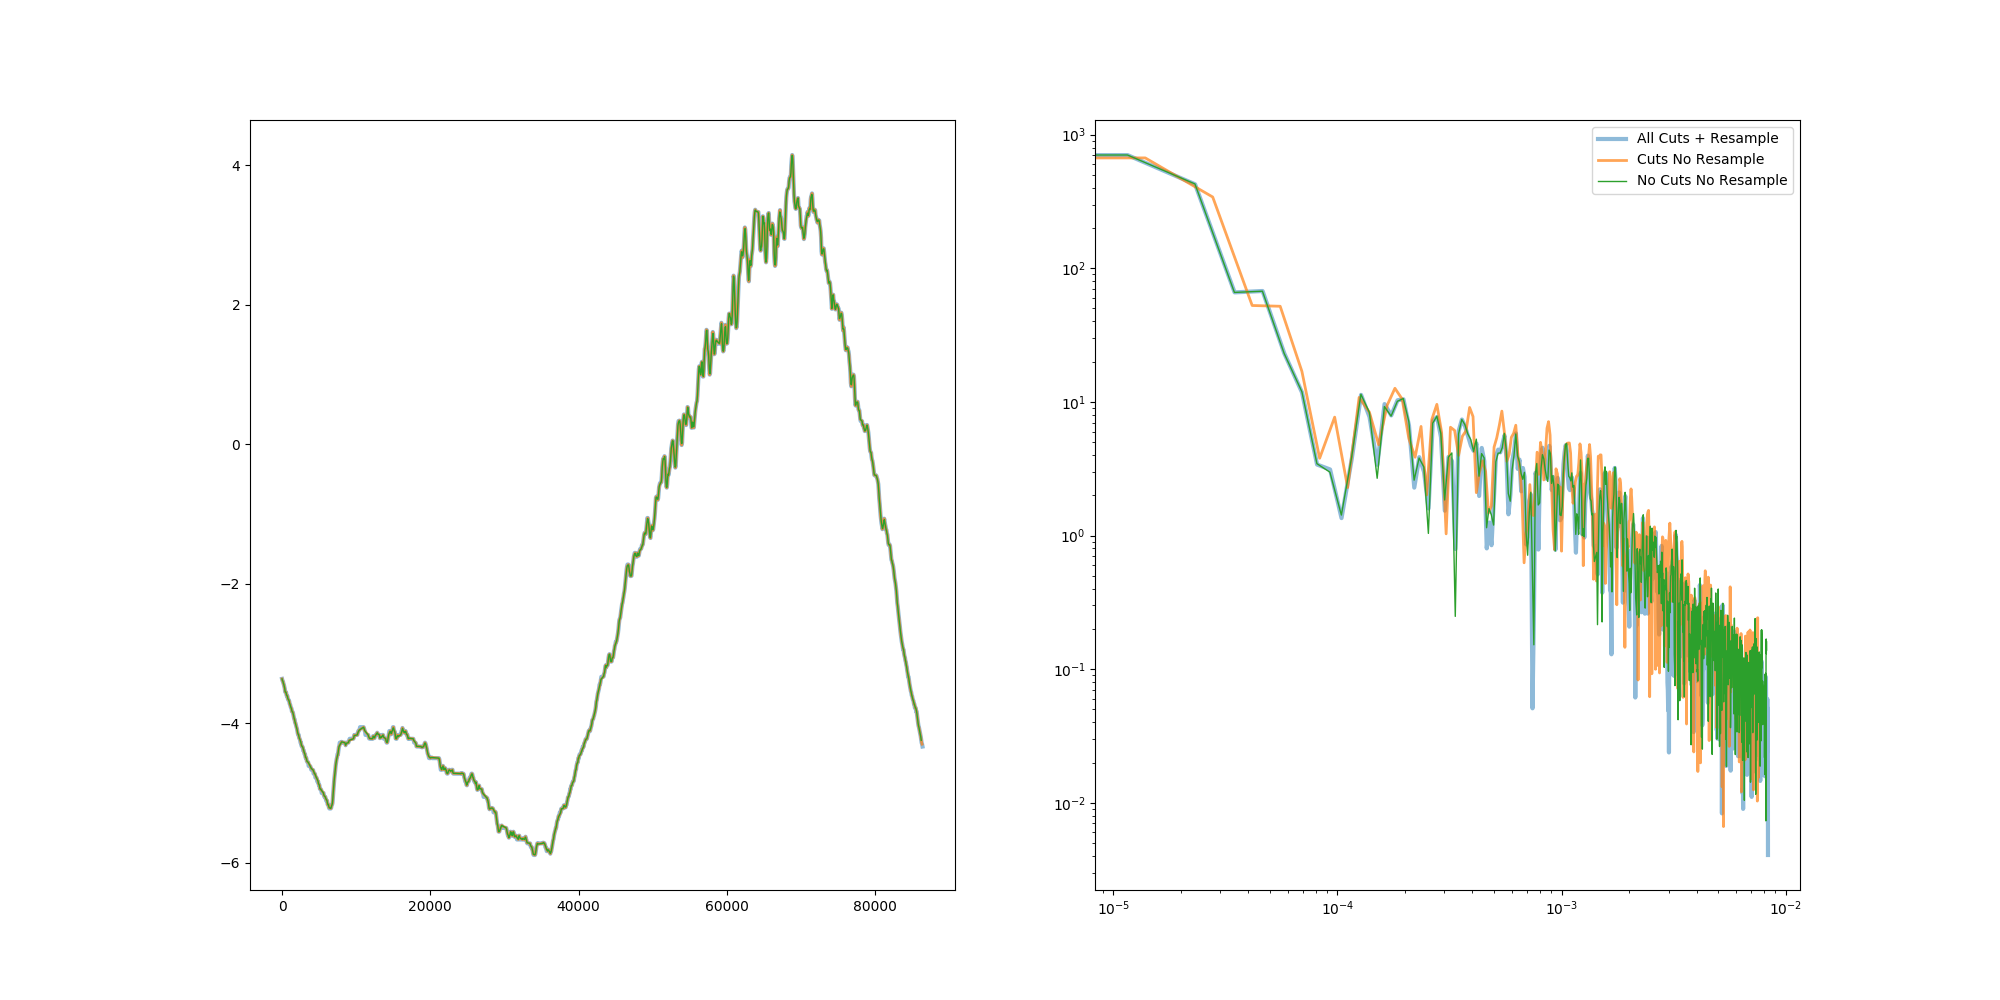 4
2
0
−2
−4
−6
0 20000 40000 60000 80000
10³
10²
10¹
10⁰
10⁻¹
10⁻²
10⁻⁵ 10⁻⁴ 10⁻³ 10⁻²
All Cuts + Resample
Cuts No Resample
No Cuts No Resample